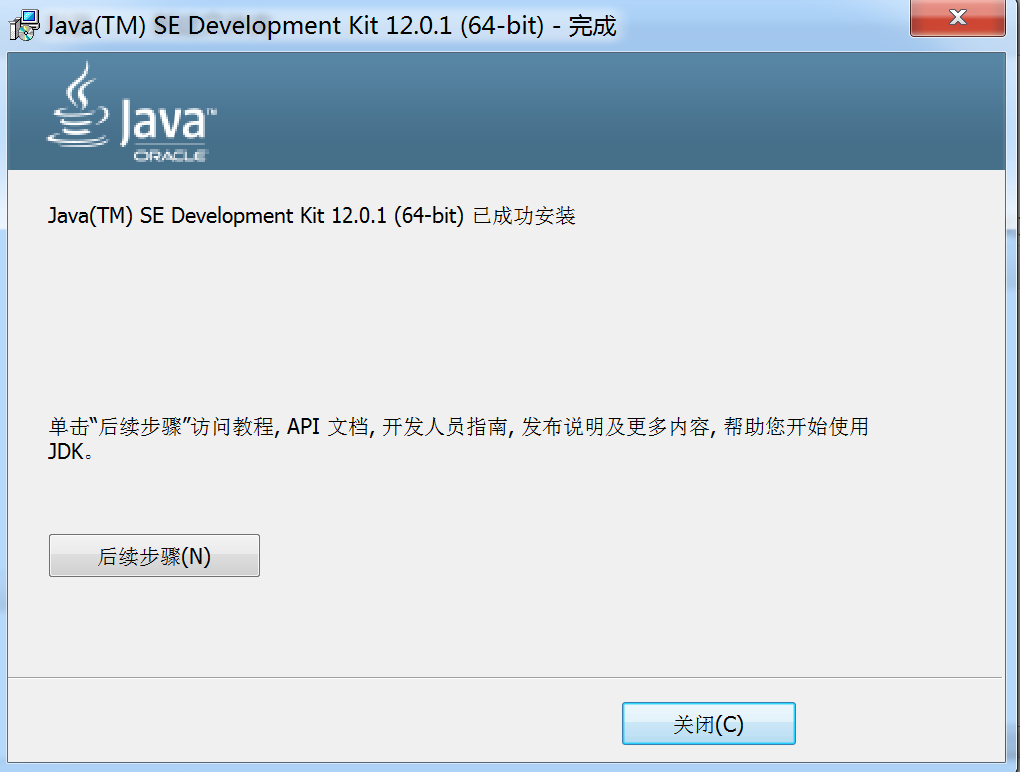 Java(TM) SE Development Kit 12.0.1 (64-bit) - 完成
Java™
ORACLE
Java(TM) SE Development Kit 12.0.1 (64-bit) 已成功安装
单击“后续步骤”访问教程, API 文档, 开发人员指南, 发布说明及更多内容, 帮助您开始使用
JDK。
后续步骤(N)
关闭(C)